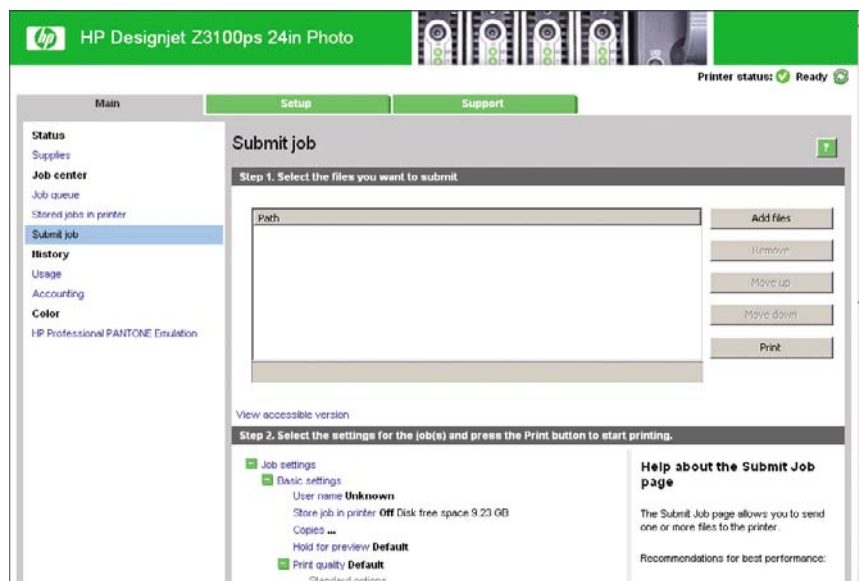 hp HP Designjet Z3100ps 24in Photo
Printer status: Ready
Main Setup Support
Status
Supplies
Job center
Job queue
Stored jobs in printer
Submit job
History
Usage
Accounting
Color
HP Professional PANTONE Emulation
Submit job
?
Step 1. Select the files you want to submit
Path
Add files
Remove
Move up
Move down
Print
View accessible version
Step 2. Select the settings for the job(s) and press the Print button to start printing.
Job settings
Basic settings
User name Unknown
Store job in printer Off Disk free space 9.23 GB
Copies ...
Hold for preview Default
Print quality Default
Standard options
Help about the Submit Job
page
The Submit Job page allows you to send
one or more files to the printer.
Recommendations for best performance: